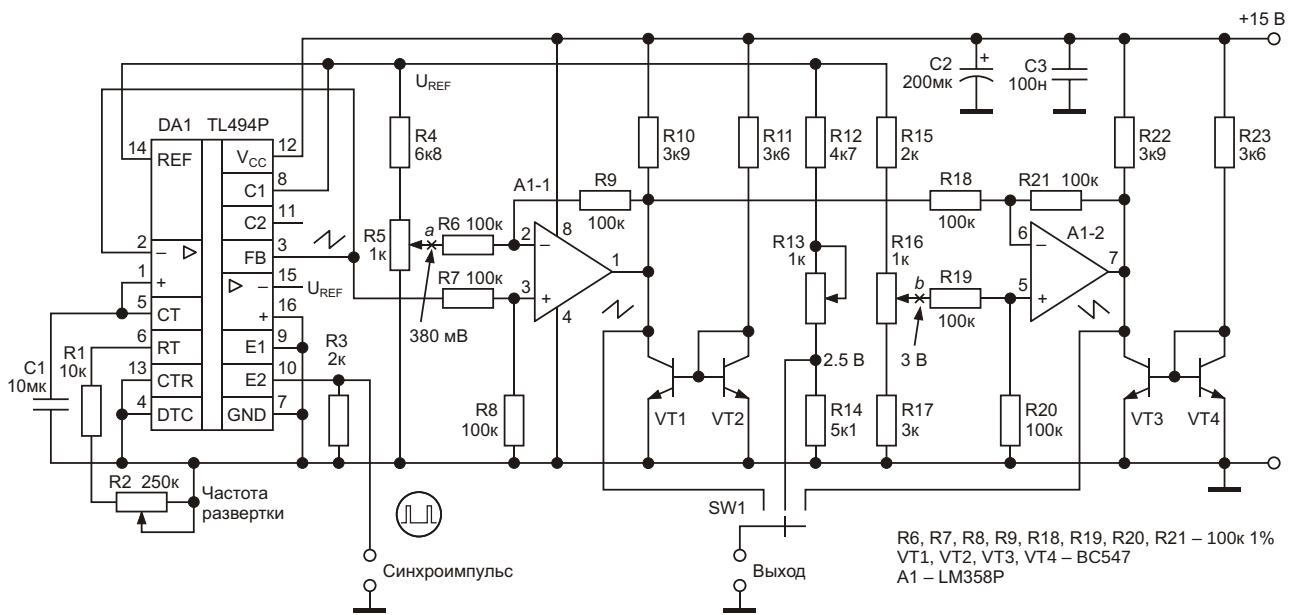 +15 В
U_REF
C2
200мк
+
C3
100н
DA1 TL494P
14 REF
12 V_CC
8 C1
11 C2
3 FB
15 U_REF
16
9 E1
10 E2
7 GND
2 –
1 +
5 CT
6 RT
13 CTR
4 DTC
–
+
R4
6к8
R5
1к
a
R6 100к
R7 100к
380 мВ
A1-1
R9
100к
2 –
3 +
8
4
1
R8
100к
R10
3к9
R11
3к6
R12
4к7
R15
2к
R13
1к
R16
1к
b
R19
100к
2.5 В
3 В
R14
5к1
R17
3к
R18
100к
R21 100к
A1-2
6 –
5 +
7
R20
100к
R22
3к9
R23
3к6
VT1
VT2
VT3
VT4
C1
10мк
R1
10к
R3
2к
R2 250к
Частота
развертки
SW1
Синхроимпульс
Выход
R6, R7, R8, R9, R18, R19, R20, R21 – 100к 1%
VT1, VT2, VT3, VT4 – BC547
A1 – LM358P